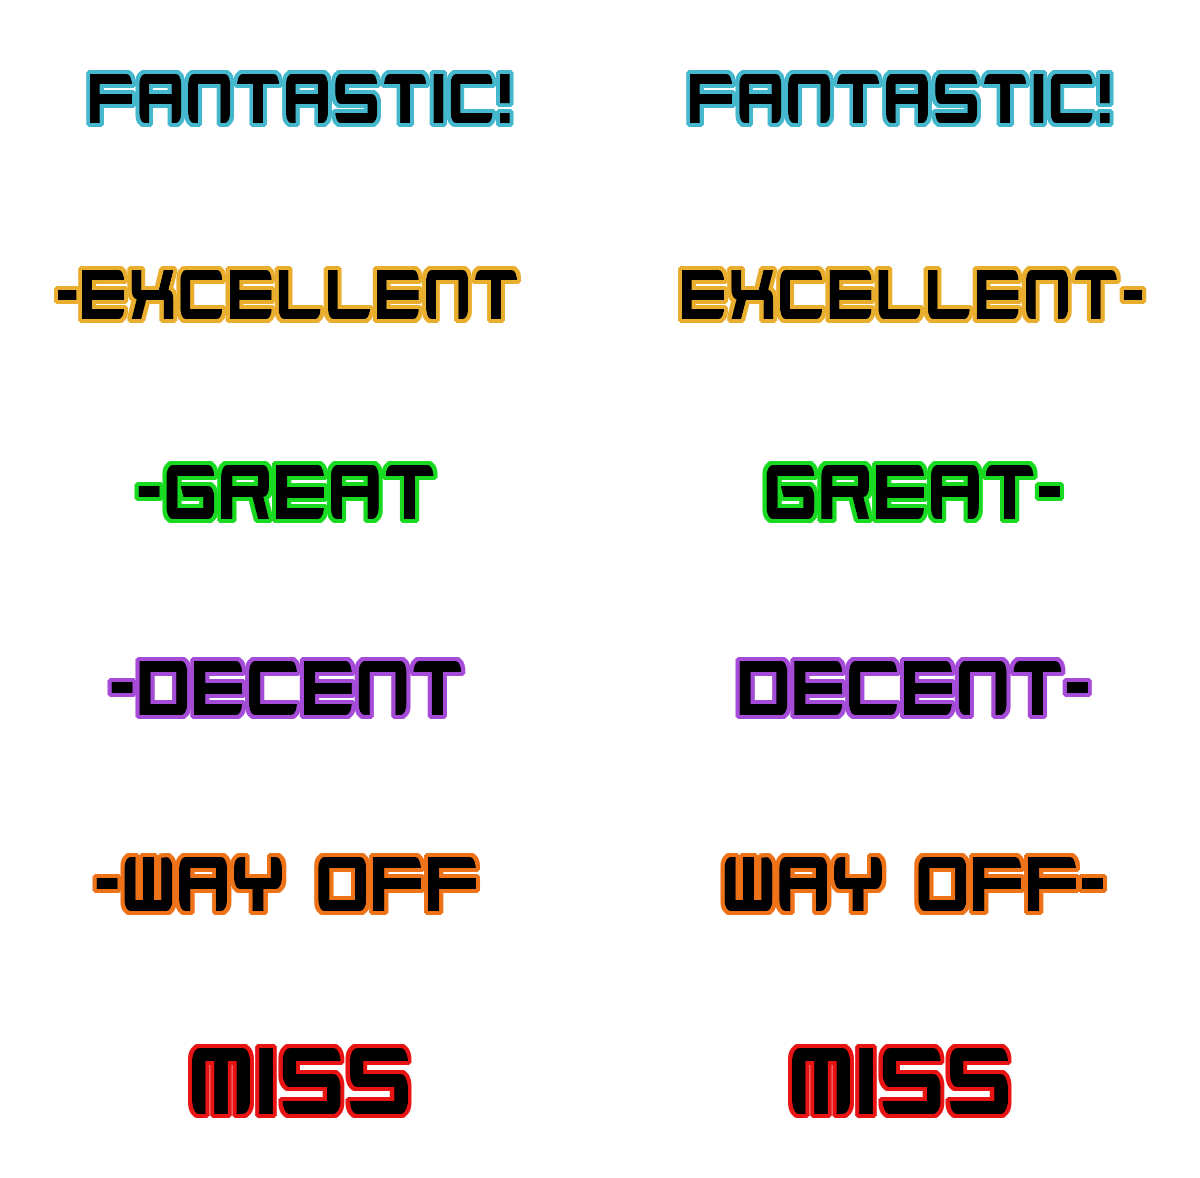 FANTASTIC! FANTASTIC!
-EXCELLENT EXCELLENT-
-GREAT GREAT-
-DECENT DECENT-
-WAY OFF WAY OFF-
MISS MISS